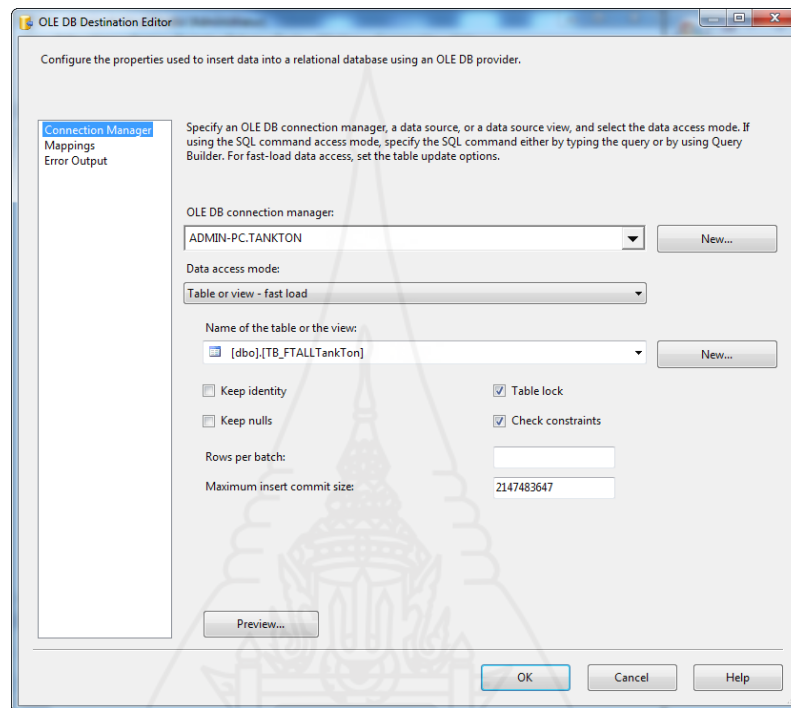 OLE DB Destination Editor
Configure the properties used to insert data into a relational database using an OLE DB provider.
Connection Manager
Mappings
Error Output
Specify an OLE DB connection manager, a data source, or a data source view, and select the data access mode. If
using the SQL command access mode, specify the SQL command either by typing the query or by using Query
Builder. For fast-load data access, set the table update options.
OLE DB connection manager:
ADMIN-PC.TANKTON
New...
Data access mode:
Table or view - fast load
Name of the table or the view:
[dbo].[TB_FTALLTankTon]
New...
Keep identity
Table lock
Keep nulls
Check constraints
Rows per batch:
Maximum insert commit size:
2147483647
Preview...
OK
Cancel
Help